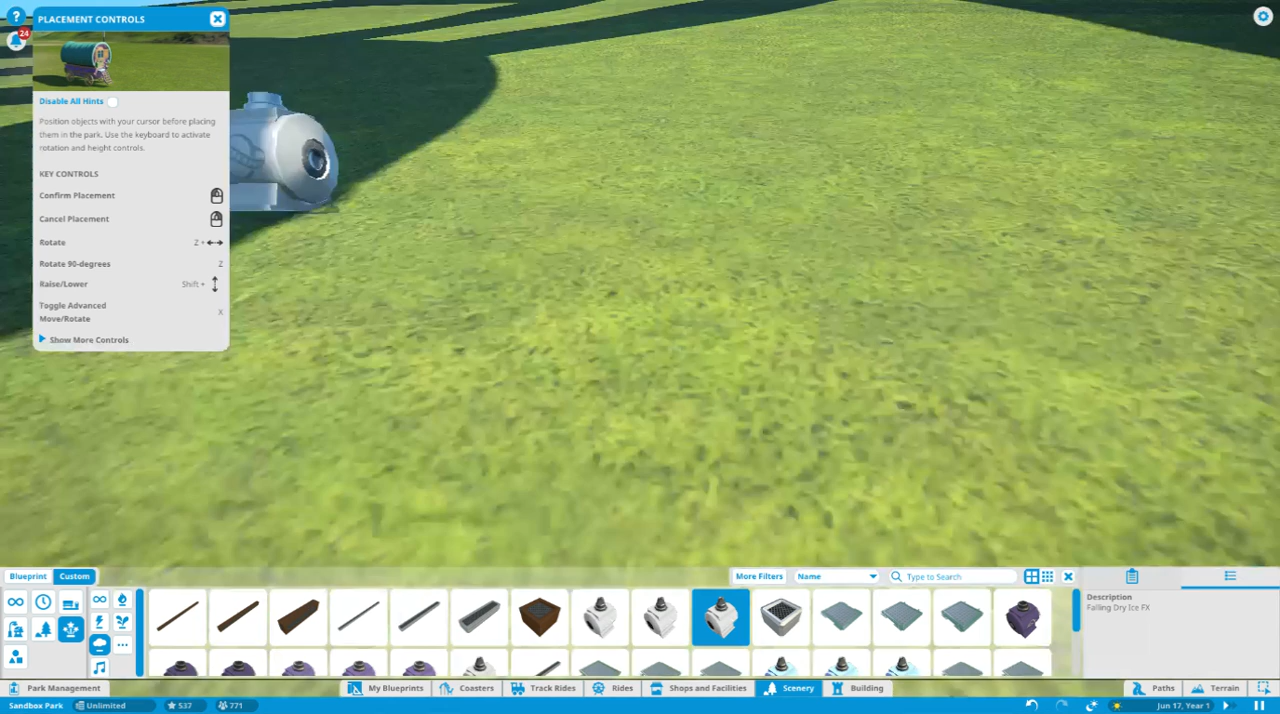 ?
PLACEMENT CONTROLS
24
Disable All Hints
Position objects with your cursor before placing
them in the park. Use the keyboard to activate
rotation and height controls.
KEY CONTROLS
Confirm Placement
Cancel Placement
Rotate Z +
Rotate 90-degrees Z
Raise/Lower Shift +
Toggle Advanced
Move/Rotate X
Show More Controls
Blueprint Custom More Filters Name Type to Search
Description
Falling Dry Ice FX
Park Management My Blueprints Coasters Track Rides Rides Shops and Facilities Scenery Building Paths Terrain
Sandbox Park Unlimited 537 771 Jun 17, Year 1